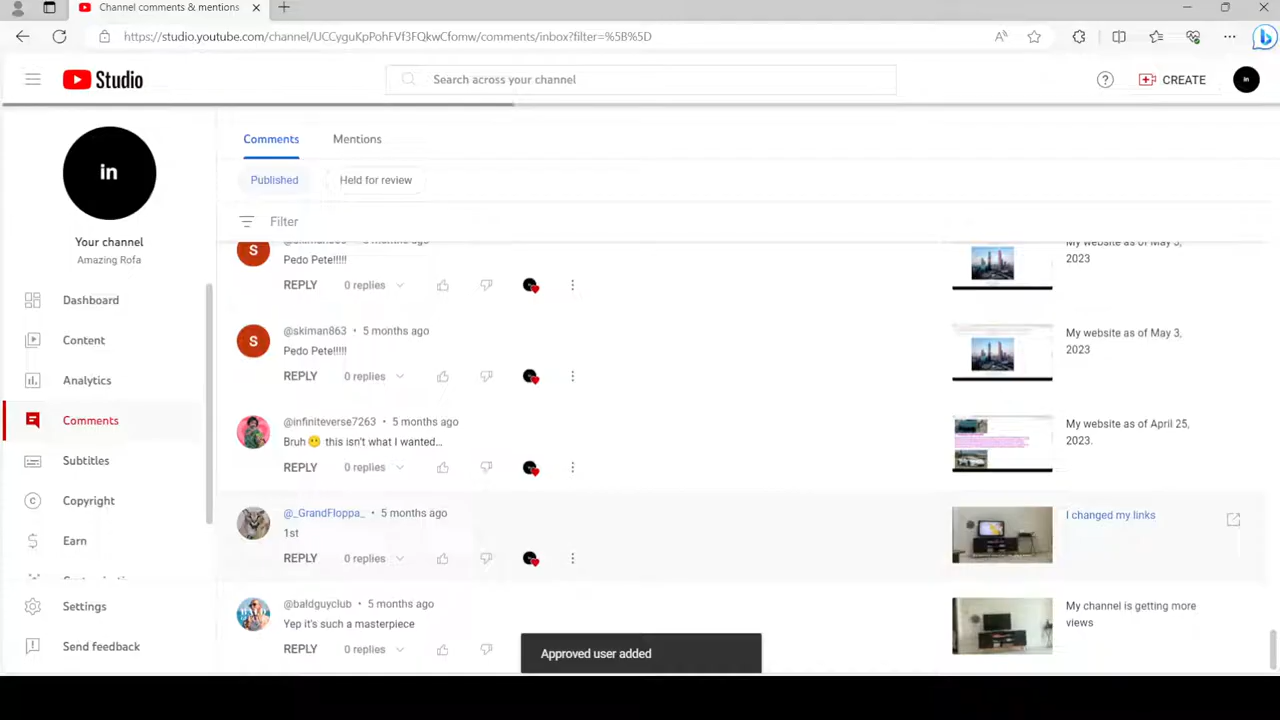 Channel comments & mentions
https://studio.youtube.com/channel/UCCyguKpPohFVf3FQkwCfomw/comments/inbox?filter=%5B%5D
Studio
Search across your channel
CREATE
in
in
Your channel
Amazing Rofa
Dashboard
Content
Analytics
Comments
Subtitles
Copyright
Earn
Customization
Settings
Send feedback
Comments
Mentions
Published
Held for review
Filter
S
@skiman863 • 5 months ago
Pedo Pete!!!!!
REPLY 0 replies
My website as of May 3,
2023
S
@skiman863 • 5 months ago
Pedo Pete!!!!!
REPLY 0 replies
My website as of May 3,
2023
@infiniteverse7263 • 5 months ago
Bruh 😬 this isn't what I wanted...
REPLY 0 replies
My website as of April 25,
2023.
@_GrandFloppa_ • 5 months ago
1st
REPLY 0 replies
I changed my links
@baldguyclub • 5 months ago
Yep it's such a masterpiece
REPLY 0 replies
My channel is getting more
views
Approved user added